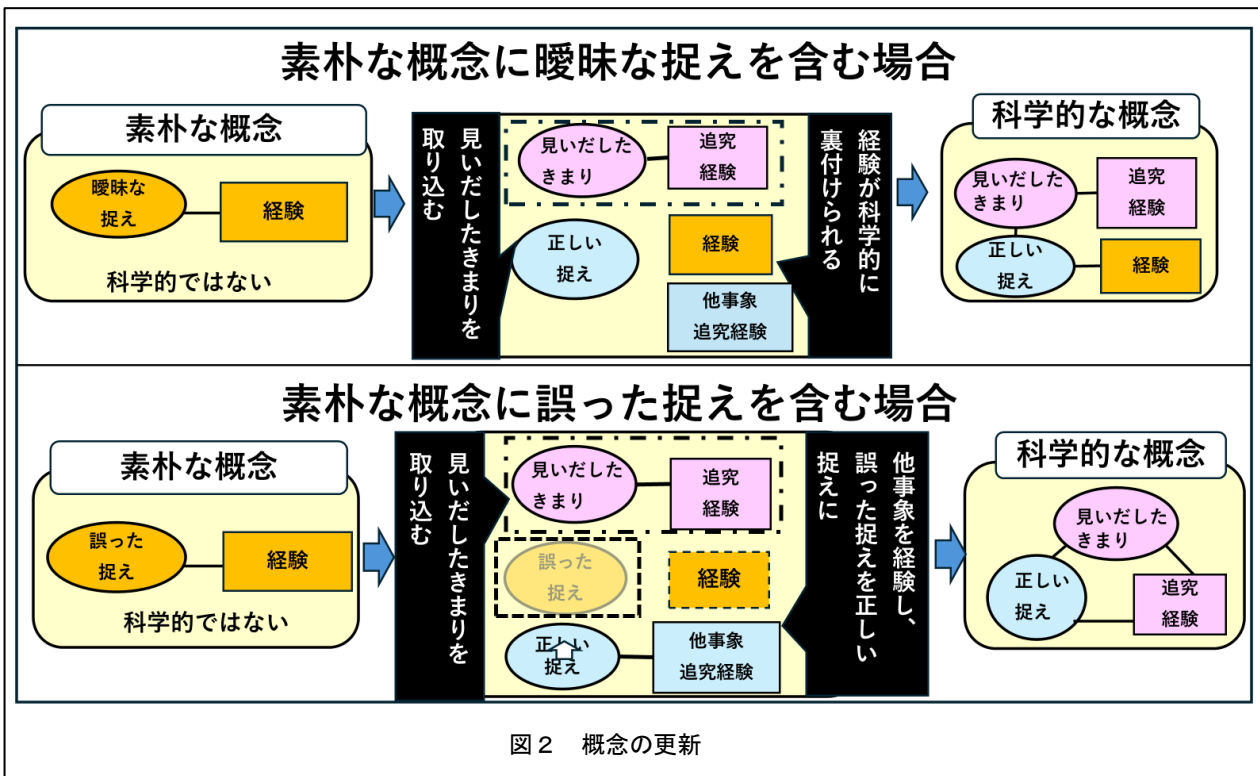 素朴な概念に曖昧な捉えを含む場合
素朴な概念
曖昧な
捉え
経験
科学的ではない
見いだしたきまりを
取り込む
見いだした
きまり
追究
経験
正しい
捉え
経験
他事象
追究経験
経験が科学的に
裏付けられる
科学的な概念
見いだした
きまり
追究
経験
正しい
捉え
経験
素朴な概念に誤った捉えを含む場合
素朴な概念
誤った
捉え
経験
科学的ではない
見いだしたきまりを
取り込む
見いだした
きまり
追究
経験
誤った
捉え
経験
正しい
捉え
他事象
追究経験
他事象を経験し、
誤った捉えを正しい
捉えに
科学的な概念
見いだした
きまり
正しい
捉え
追究
経験
図2 概念の更新